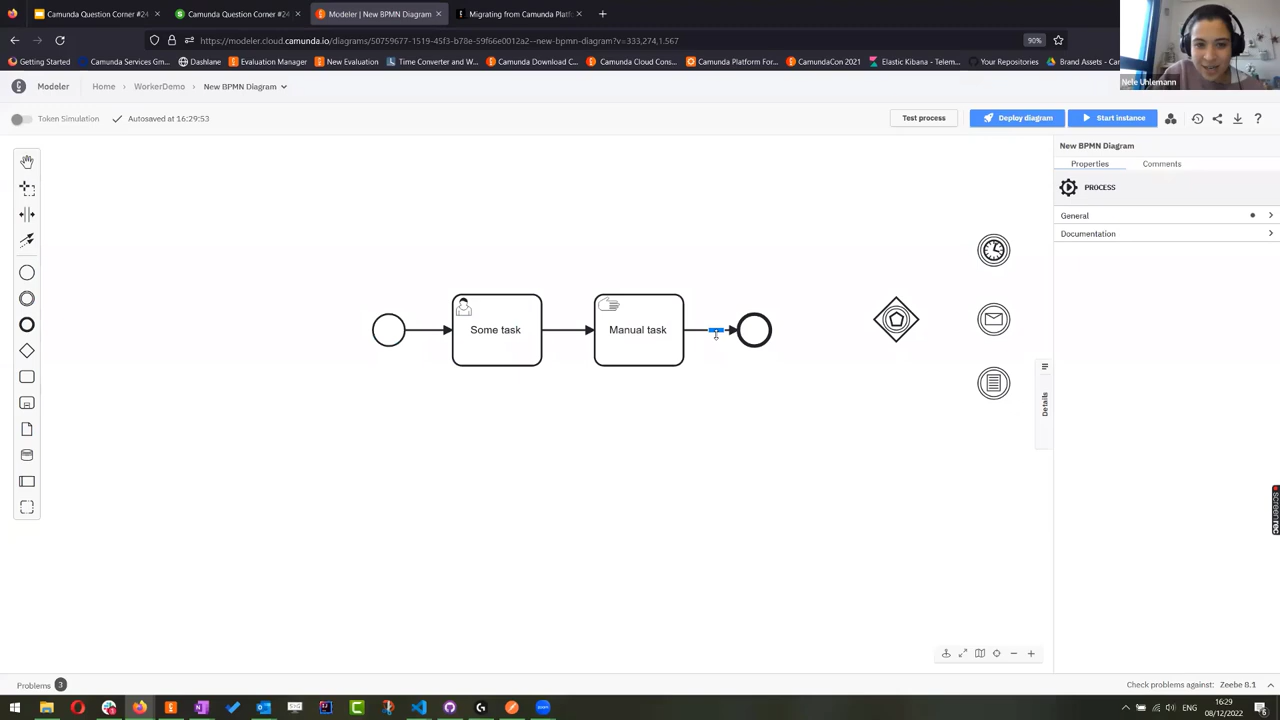 Camunda Question Corner #24
Camunda Question Corner #24
Modeler | New BPMN Diagram
Migrating from Camunda Platfo
https://modeler.cloud.camunda.io/diagrams/50759677-1519-45f3-b78e-59f66e0012a2--new-bpmn-diagram?v=333,274,1,567
90%
Getting Started
Camunda Services Gm...
Dashlane
Evaluation Manager
New Evaluation
Time Converter and W...
Camunda Download C...
Camunda Cloud Cons...
Camunda Platform For...
CamundaCon 2021
Elastic Kibana - Telem...
Your Repositories
Brand Assets - Cam
Nele Uhlemann
Modeler
Home
WorkerDemo
New BPMN Diagram
Token Simulation
Autosaved at 16:29:53
Test process
Deploy diagram
Start instance
New BPMN Diagram
Properties
Comments
PROCESS
General
Documentation
Some task
Manual task
Details
screenrec
Problems 3
Check problems against: Zeebe 8.1
ENG
16:29
08/12/2022
6